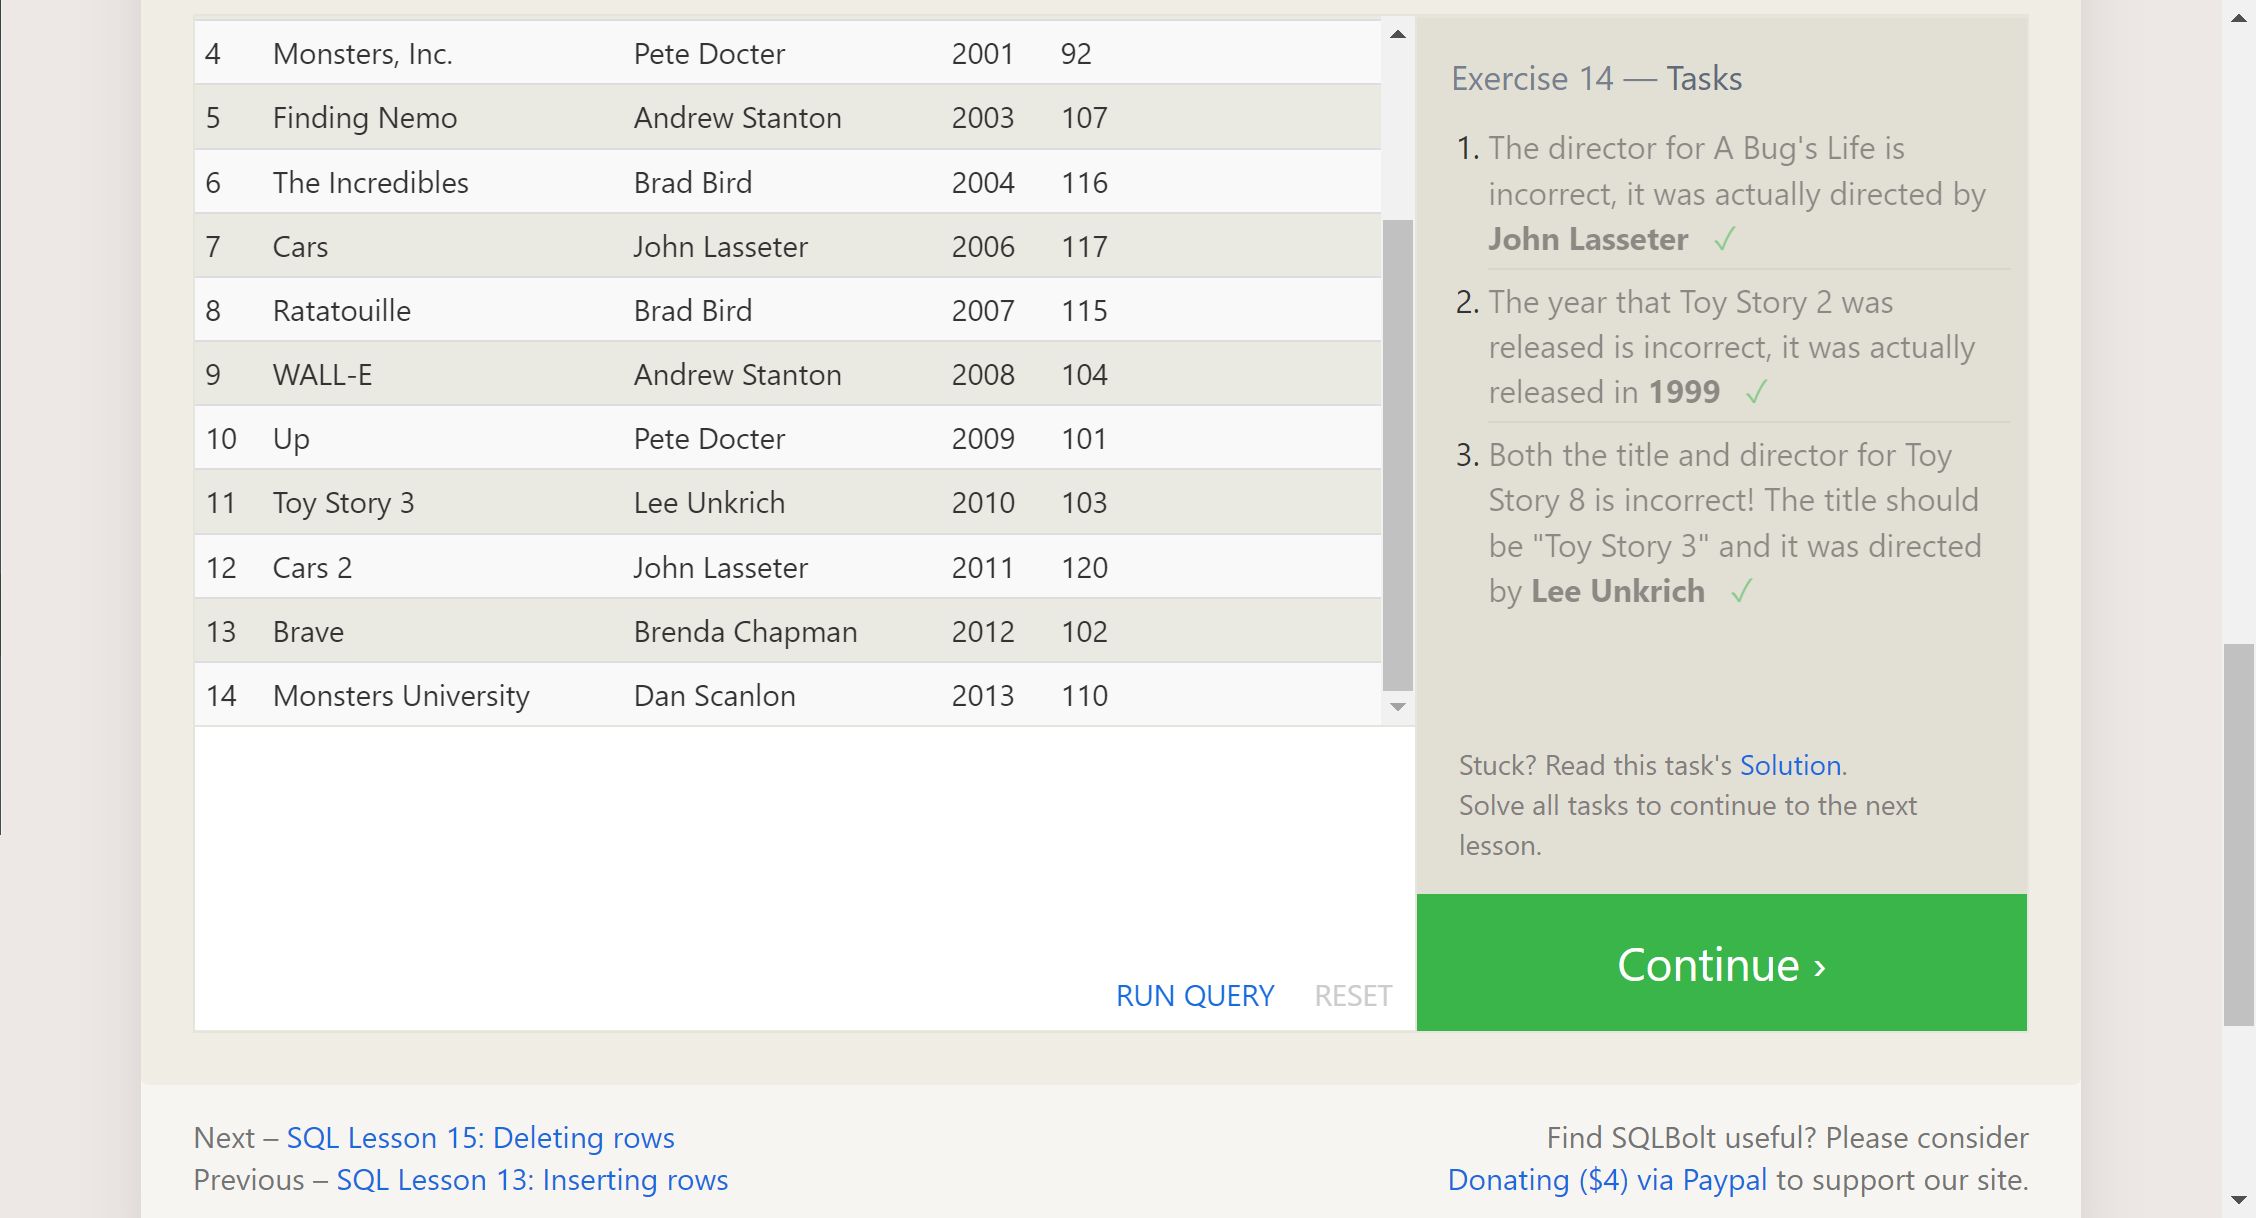 4 Monsters, Inc. Pete Docter 2001 92
5 Finding Nemo Andrew Stanton 2003 107
6 The Incredibles Brad Bird 2004 116
7 Cars John Lasseter 2006 117
8 Ratatouille Brad Bird 2007 115
9 WALL-E Andrew Stanton 2008 104
10 Up Pete Docter 2009 101
11 Toy Story 3 Lee Unkrich 2010 103
12 Cars 2 John Lasseter 2011 120
13 Brave Brenda Chapman 2012 102
14 Monsters University Dan Scanlon 2013 110
RUN QUERY RESET
Exercise 14 — Tasks
1. The director for A Bug's Life is
incorrect, it was actually directed by
John Lasseter ✓
2. The year that Toy Story 2 was
released is incorrect, it was actually
released in 1999 ✓
3. Both the title and director for Toy
Story 8 is incorrect! The title should
be "Toy Story 3" and it was directed
by Lee Unkrich ✓
Stuck? Read this task's Solution.
Solve all tasks to continue to the next
lesson.
Continue ›
Next – SQL Lesson 15: Deleting rows
Previous – SQL Lesson 13: Inserting rows
Find SQLBolt useful? Please consider
Donating ($4) via Paypal to support our site.